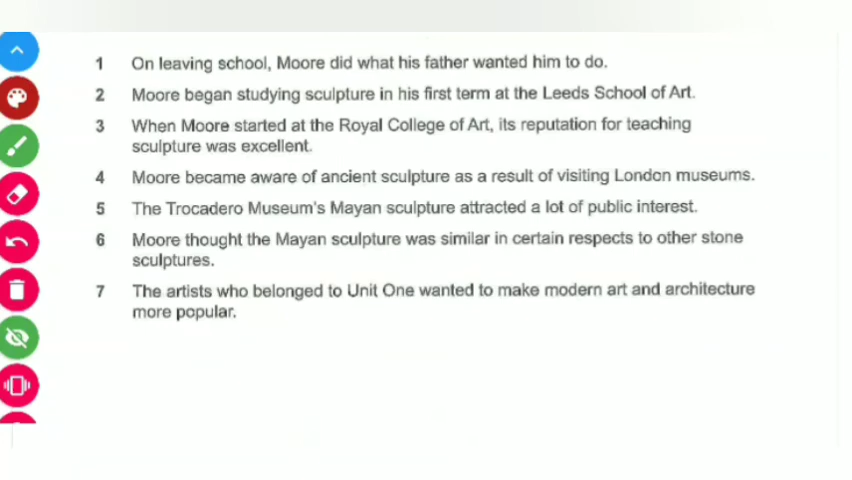 1 On leaving school, Moore did what his father wanted him to do.
2 Moore began studying sculpture in his first term at the Leeds School of Art.
3 When Moore started at the Royal College of Art, its reputation for teaching
sculpture was excellent.
4 Moore became aware of ancient sculpture as a result of visiting London museums.
5 The Trocadero Museum's Mayan sculpture attracted a lot of public interest.
6 Moore thought the Mayan sculpture was similar in certain respects to other stone
sculptures.
7 The artists who belonged to Unit One wanted to make modern art and architecture
more popular.